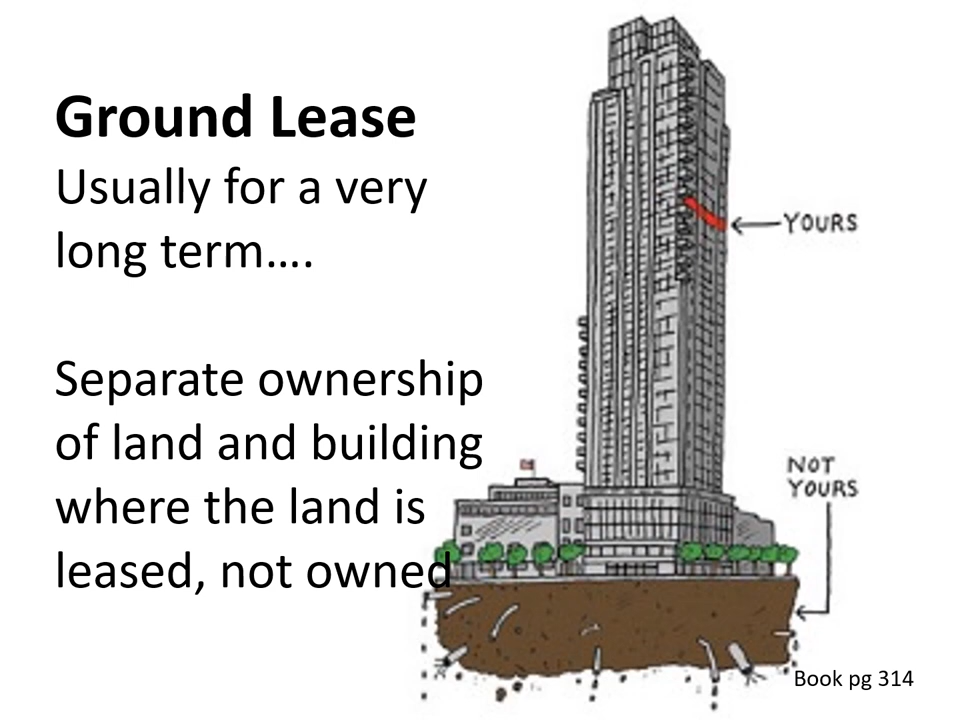 Ground Lease
Usually for a very
long term….
Separate ownership
of land and building
where the land is
leased, not owned
YOURS
NOT
YOURS
Book pg 314